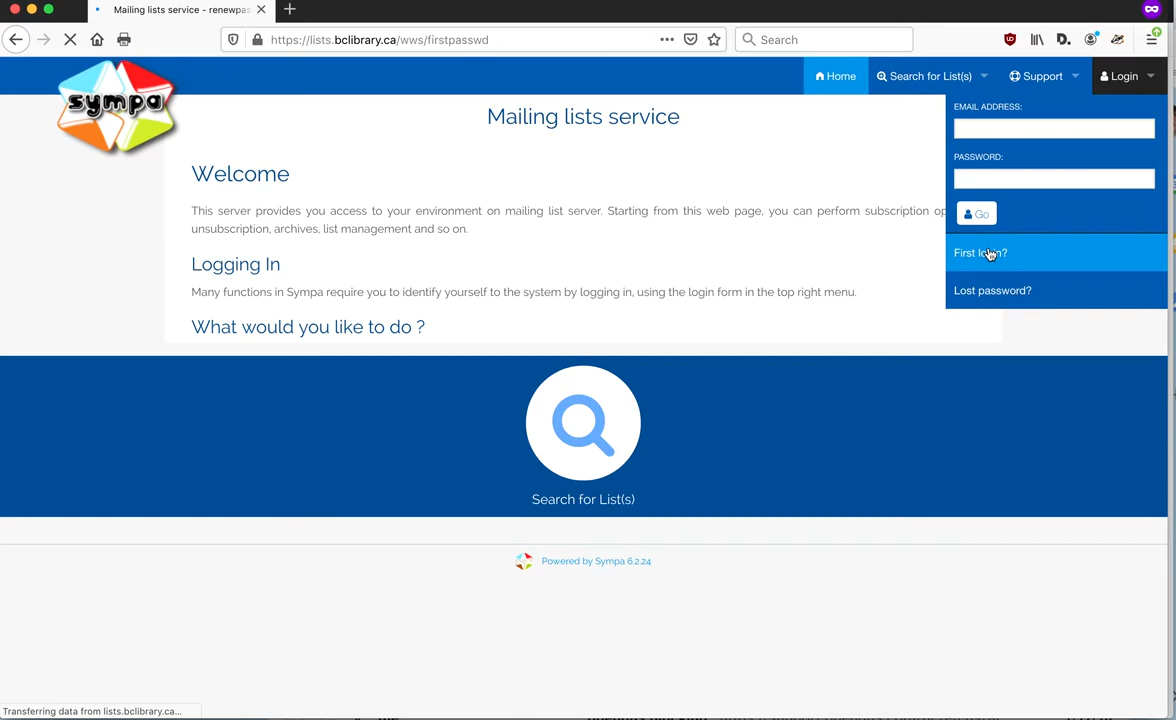 Mailing lists service - renewpas
https://lists.bclibrary.ca/wws/firstpasswd
Search
sympa
Home
Search for List(s)
Support
Login
EMAIL ADDRESS:
PASSWORD:
Go
First login?
Lost password?
Mailing lists service
Welcome
This server provides you access to your environment on mailing list server. Starting from this web page, you can perform subscription op
unsubscription, archives, list management and so on.
Logging In
Many functions in Sympa require you to identify yourself to the system by logging in, using the login form in the top right menu.
What would you like to do ?
Search for List(s)
Powered by Sympa 6.2.24
Transferring data from lists.bclibrary.ca...